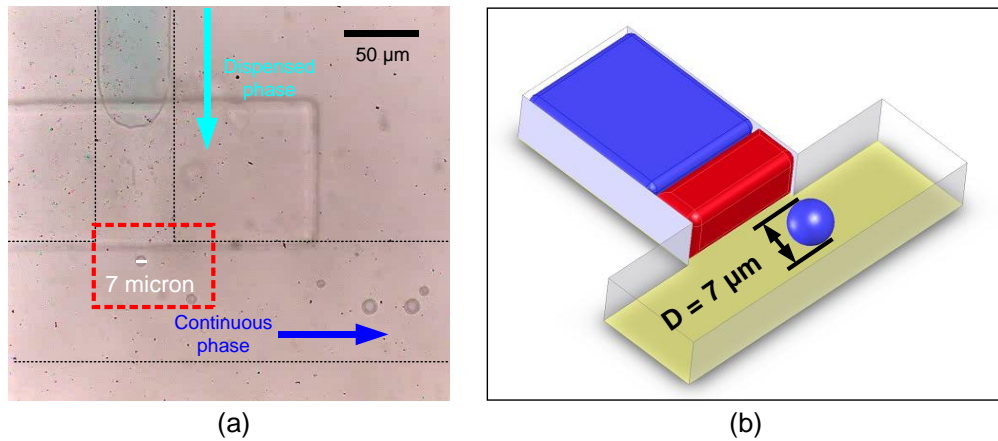 50 μm
Dispensed
phase
7 micron
Continuous
phase
D = 7 μm
(a)
(b)